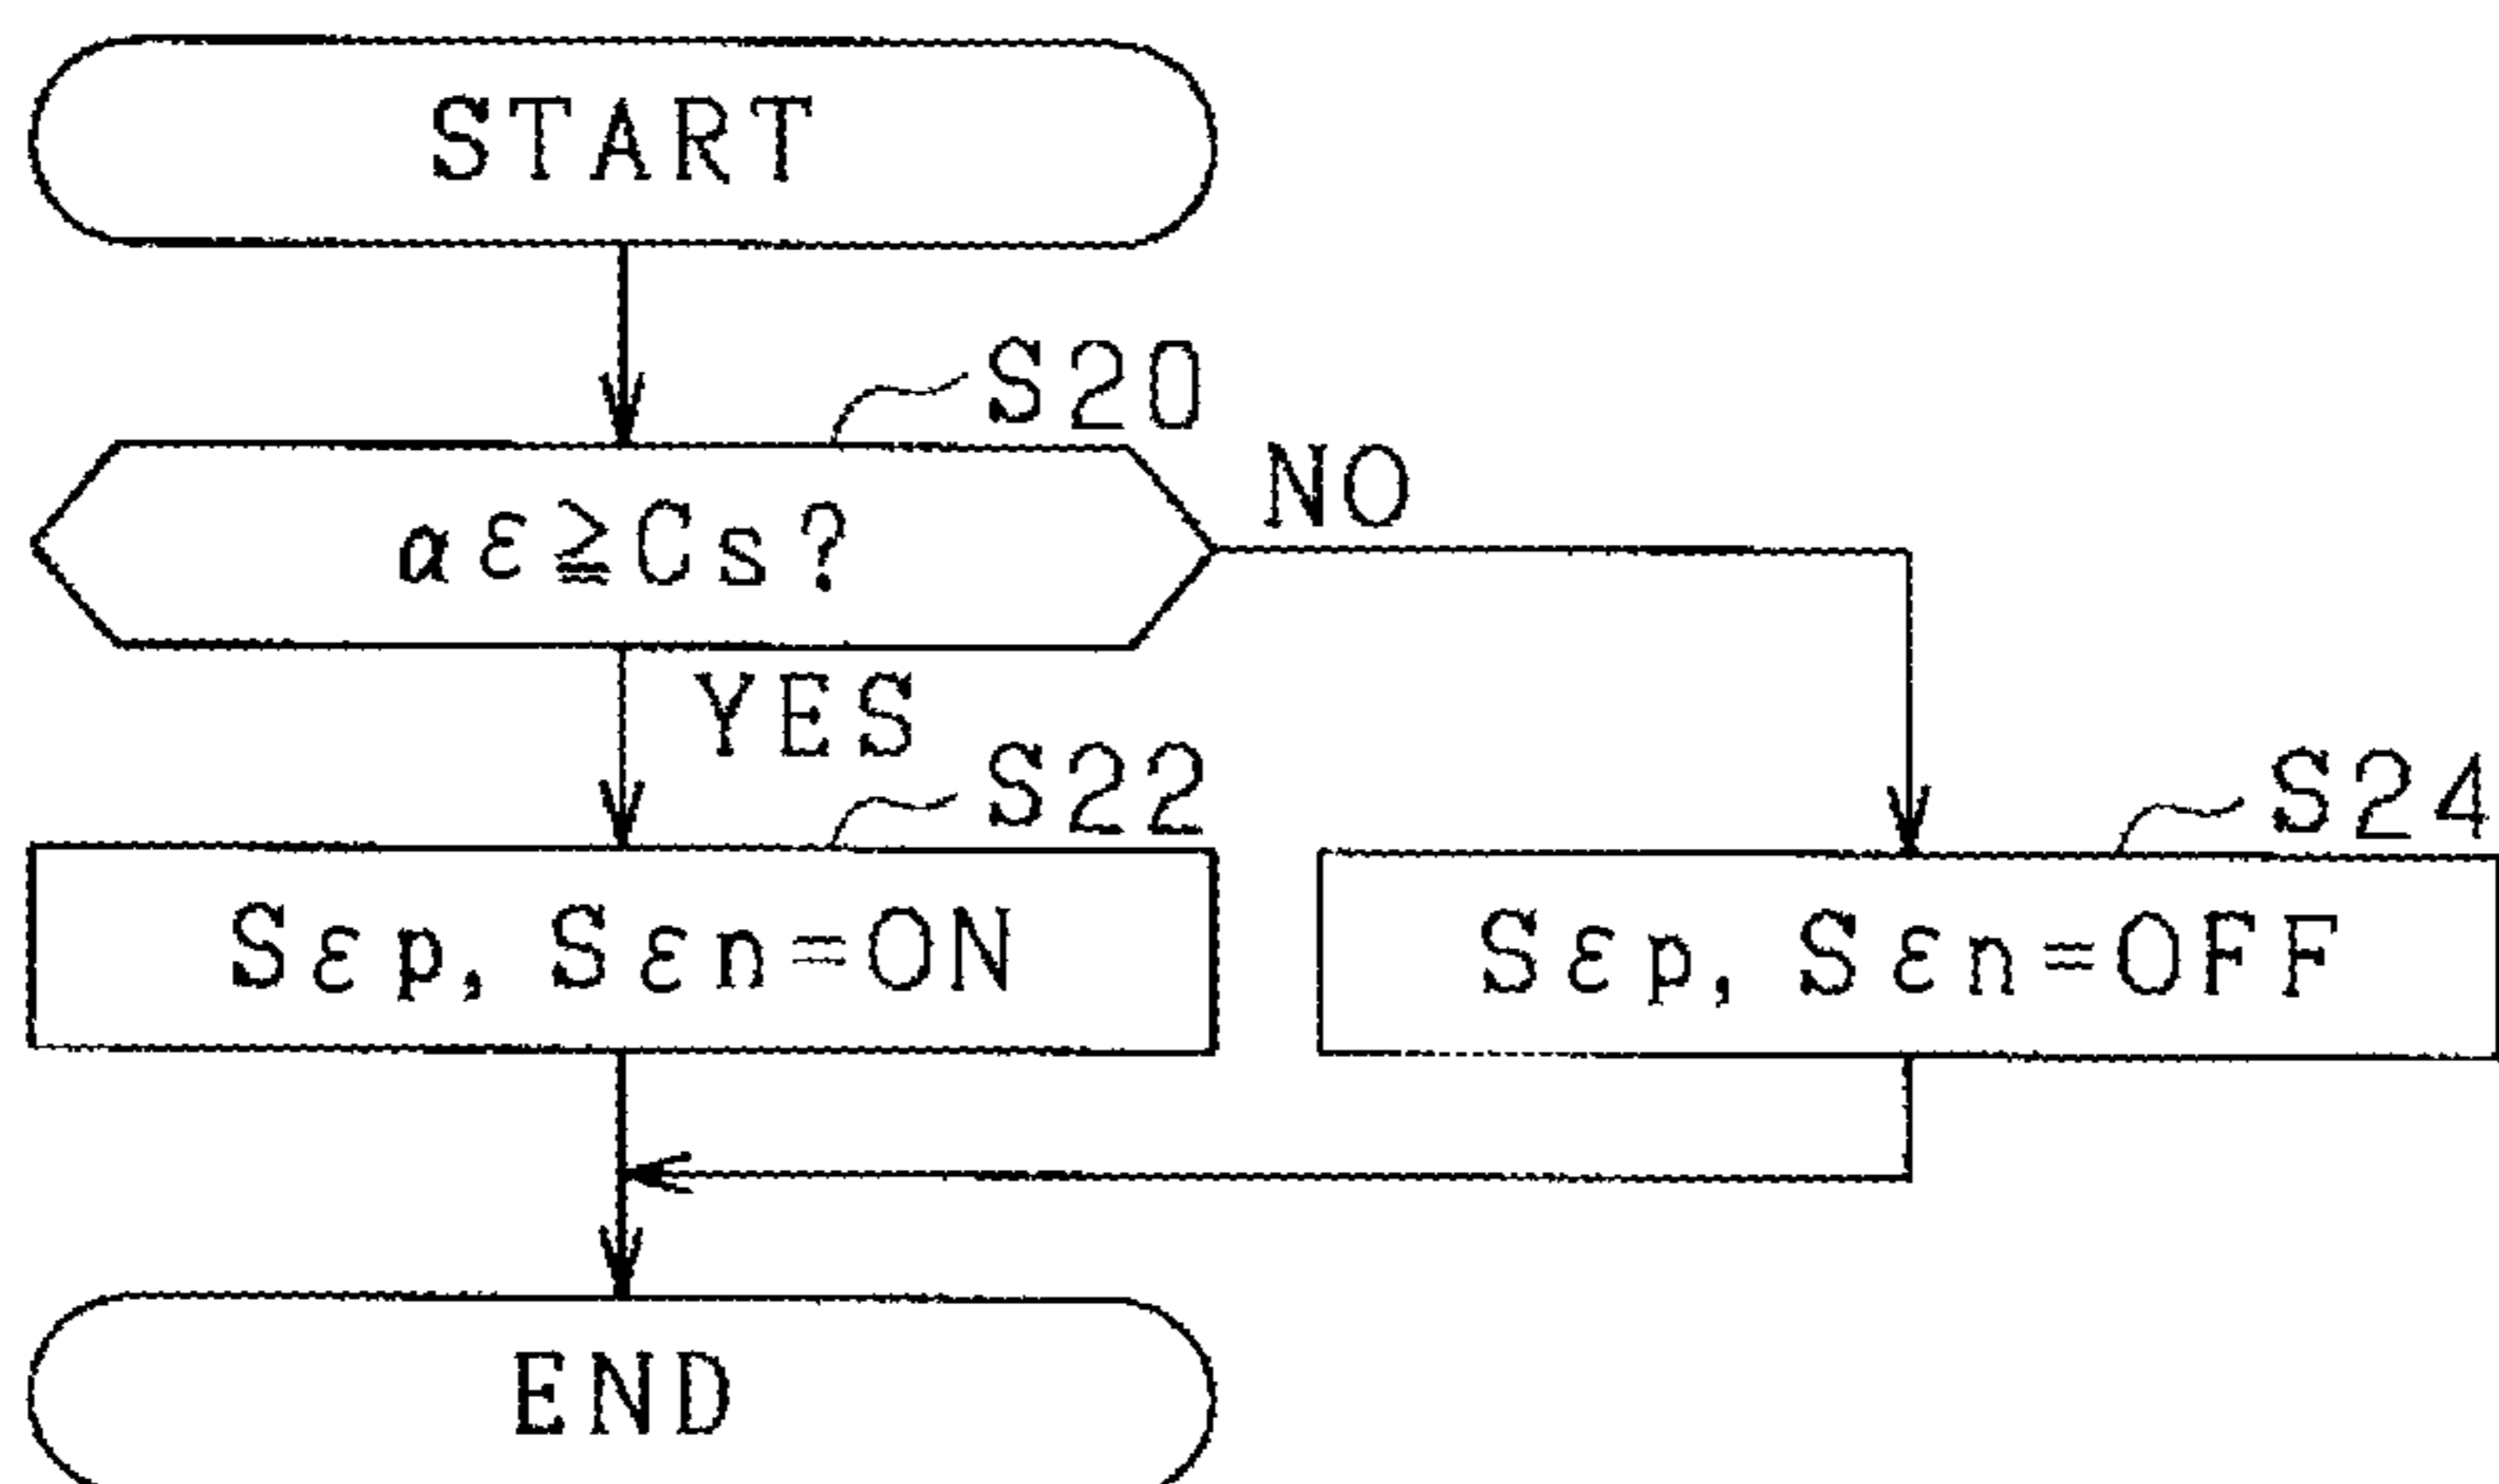 START
S20
αε≧Cs?
NO
YES
S22
S24
Sεp, Sεn=ON
Sεp, Sεn=OFF
END